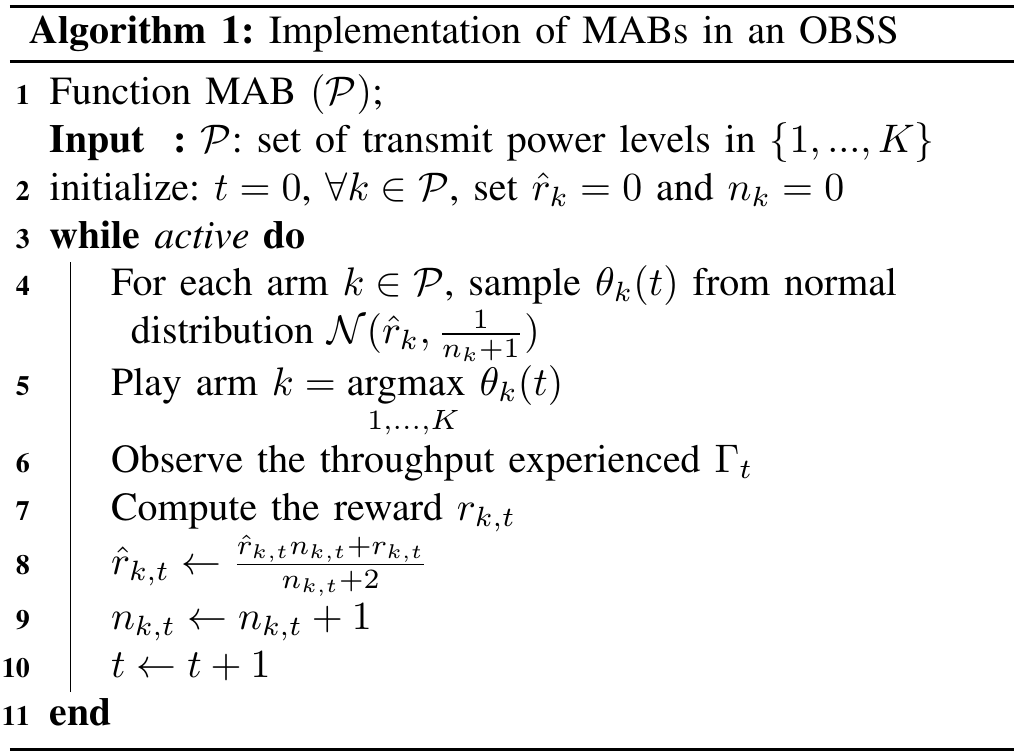 Algorithm 1: Implementation of MABs in an OBSS
1 Function MAB (𝒫);
Input : 𝒫: set of transmit power levels in {1, ..., K}
2 initialize: t = 0, ∀k ∈ 𝒫, set r̂_k = 0 and n_k = 0
3 while active do
4 For each arm k ∈ 𝒫, sample θ_k(t) from normal
distribution 𝒩(r̂_k, 1/(n_k+1))
5 Play arm k = argmax θ_k(t)
1,...,K
6 Observe the throughput experienced Γ_t
7 Compute the reward r_{k,t}
8 r̂_{k,t} ← (r̂_{k,t} n_{k,t} + r_{k,t})/(n_{k,t}+2)
9 n_{k,t} ← n_{k,t} + 1
10 t ← t + 1
11 end